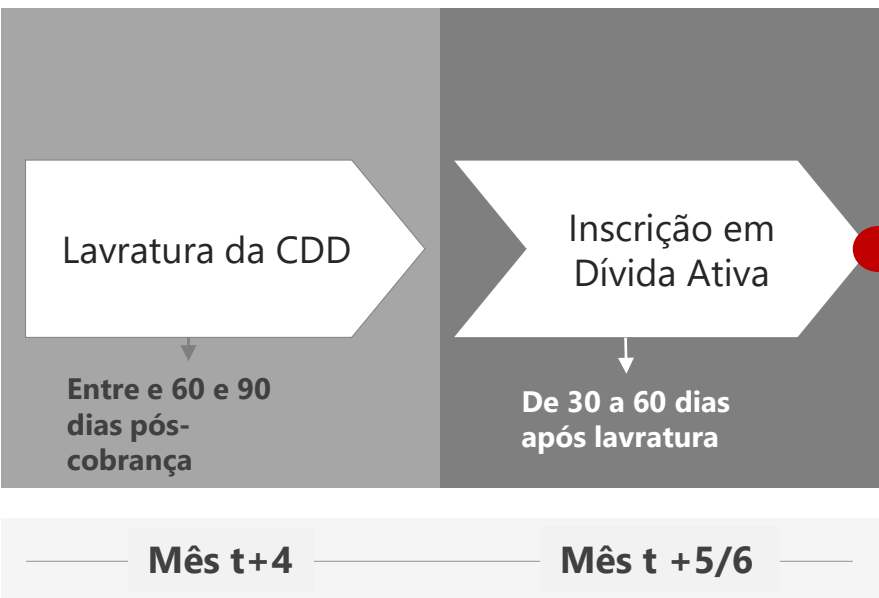 Lavratura da CDD
Inscrição em
Dívida Ativa
Entre e 60 e 90
dias pós-
cobrança
De 30 a 60 dias
após lavratura
Mês t+4
Mês t +5/6